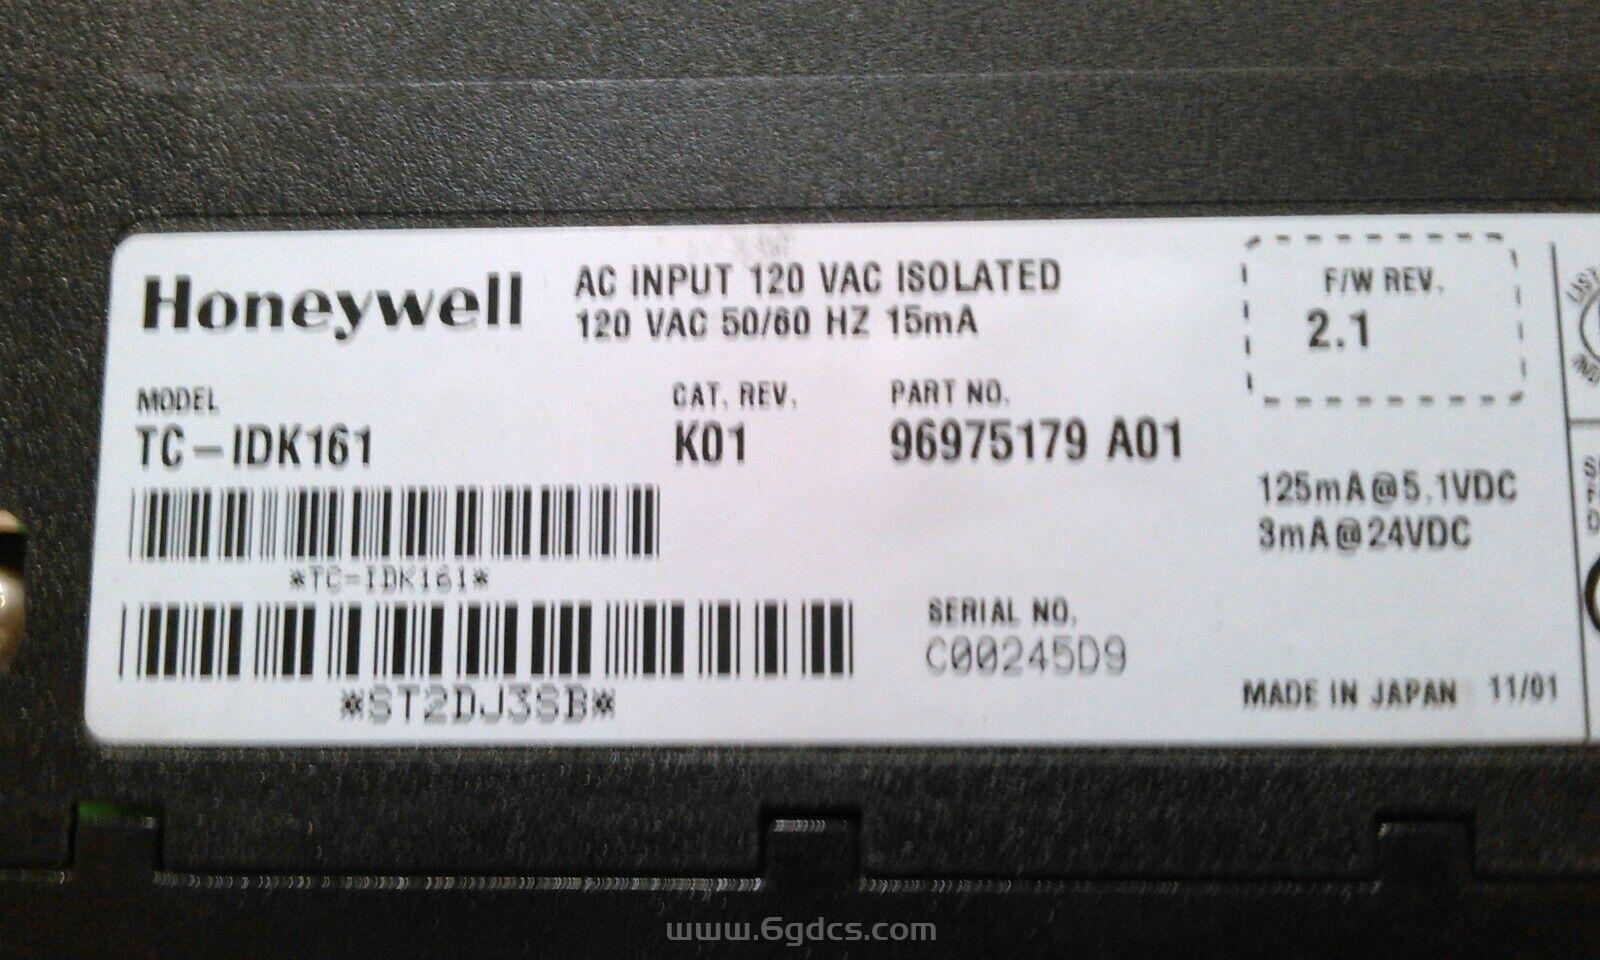 Honeywell
AC INPUT 120 VAC ISOLATED
120 VAC 50/60 HZ 15mA
F/W REV.
2.1
MODEL
CAT. REV.
PART NO.
TC-IDK161
K01
96975179 A01
125mA@5.1VDC
3mA@24VDC
*TC-IDK161*
SERIAL NO.
C00245D9
*ST2DJ3SB*
MADE IN JAPAN 11/01
www.6gdcs.com